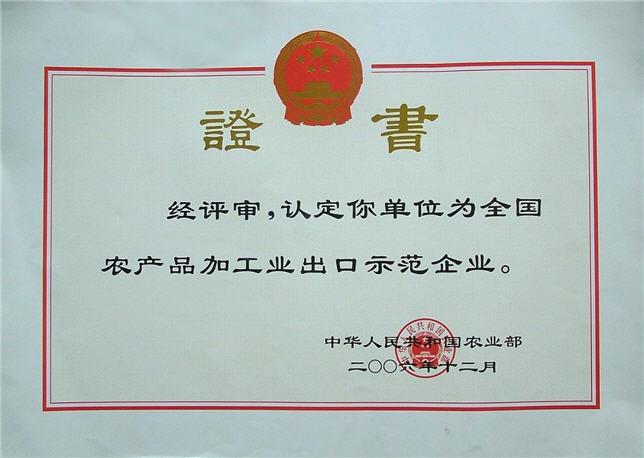 證書
经评审，认定你单位为全国
农产品加工业出口示范企业。
中华人民共和国农业部
二〇〇六年十二月